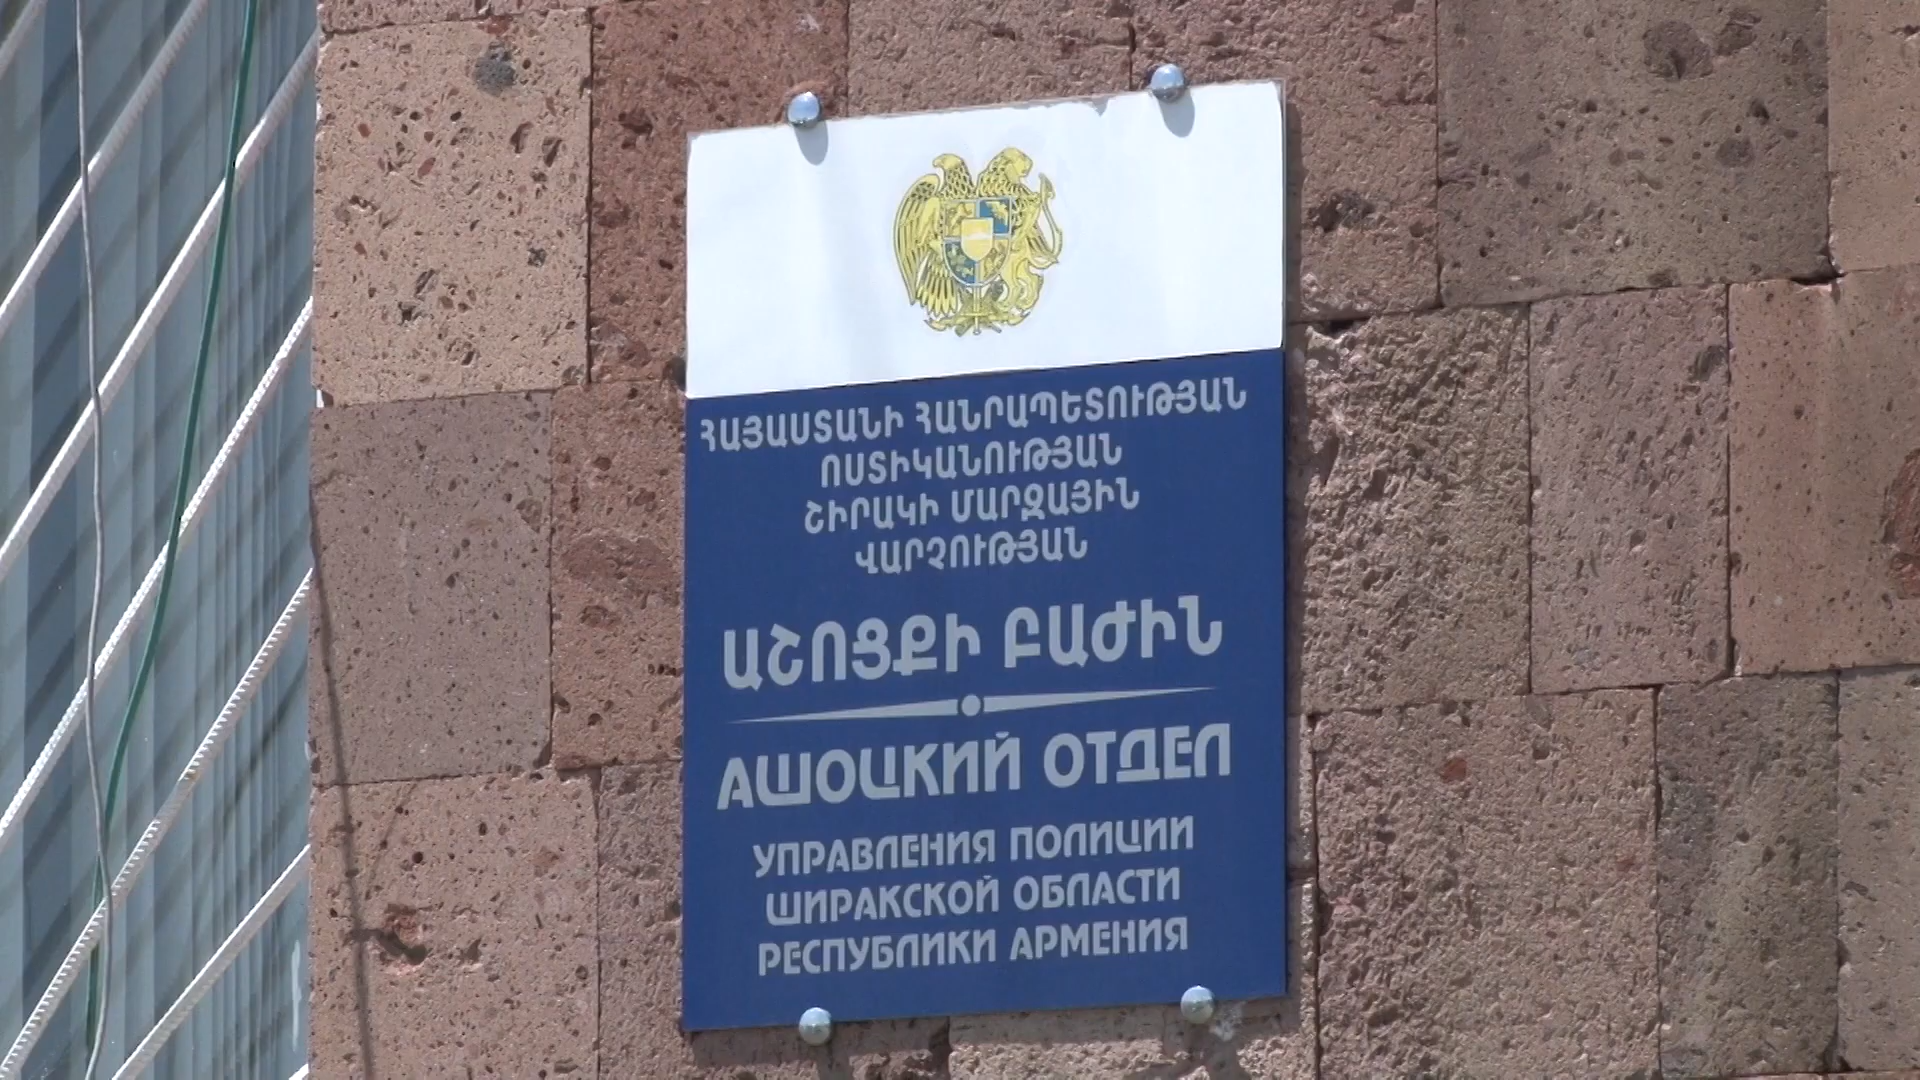 ՀԱՅԱՍՏԱՆԻ ՀԱՆՐԱՊԵՏՈՒԹՅԱՆ
ՈՍՏԻԿԱՆՈՒԹՅԱՆ
ՇԻՐԱԿԻ ՄԱՐԶԱՅԻՆ
ՎԱՐՉՈՒԹՅԱՆ
ԱՇՈՑՔԻ ԲԱԺԻՆ
АШОЦКИЙ ОТДЕЛ
УПРАВЛЕНИЯ ПОЛИЦИИ
ШИРАКСКОЙ ОБЛАСТИ
РЕСПУБЛИКИ АРМЕНИЯ